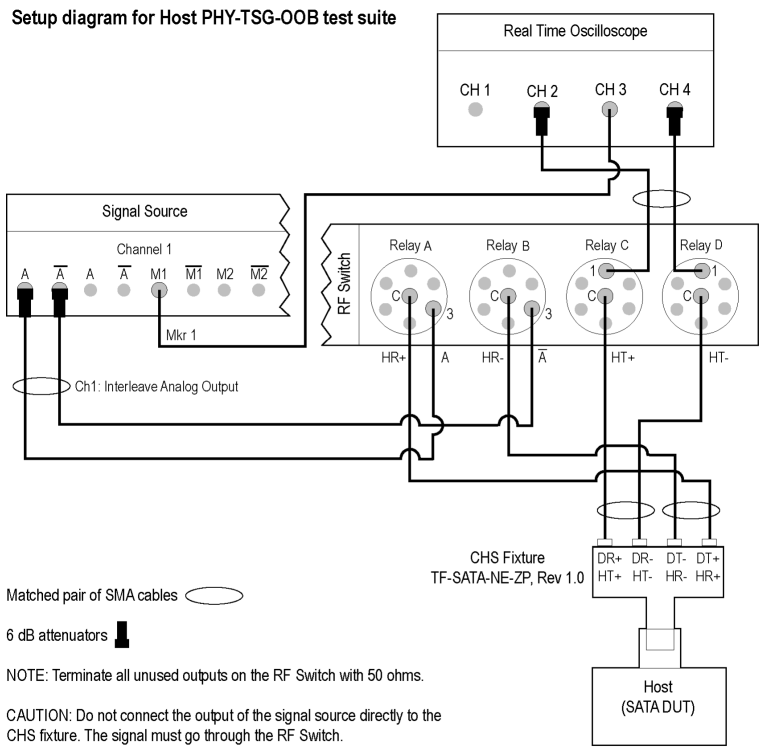 Setup diagram for Host PHY-TSG-OOB test suite
Real Time Oscilloscope
CH 1 CH 2 CH 3 CH 4
Signal Source
Channel 1
A A̅ A A̅ M1 M̅1̅ M2 M̅2̅
Mkr 1
Ch1: Interleave Analog Output
RF Switch
Relay A Relay B Relay C Relay D
1 1
C C C C
3 3
HR+ A HR- A̅ HT+ HT-
CHS Fixture
TF-SATA-NE-ZP, Rev 1.0
DR+ DR- DT- DT+
HT+ HT- HR- HR+
Matched pair of SMA cables
6 dB attenuators
NOTE: Terminate all unused outputs on the RF Switch with 50 ohms.
CAUTION: Do not connect the output of the signal source directly to the
CHS fixture. The signal must go through the RF Switch.
Host
(SATA DUT)